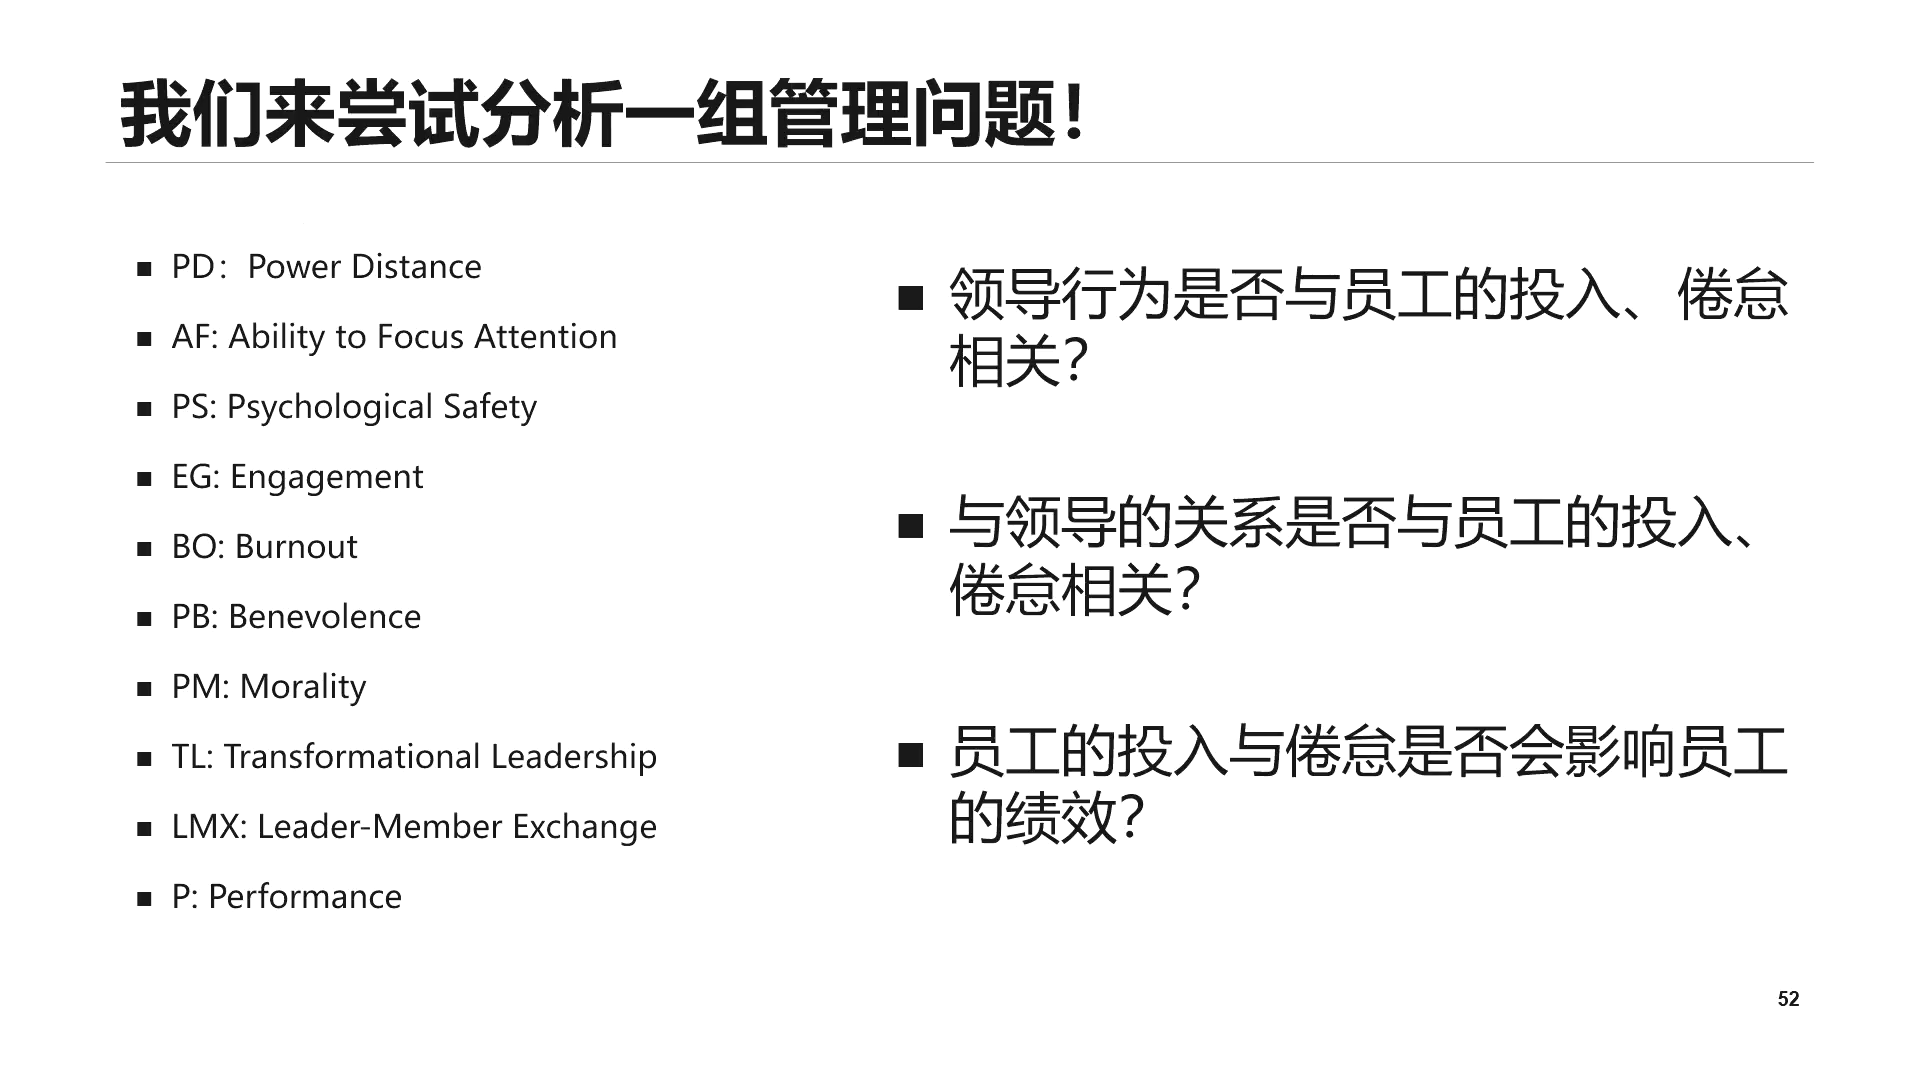 我们来尝试分析一组管理问题！
PD：Power Distance
AF: Ability to Focus Attention
PS: Psychological Safety
EG: Engagement
BO: Burnout
PB: Benevolence
PM: Morality
TL: Transformational Leadership
LMX: Leader-Member Exchange
P: Performance
领导行为是否与员工的投入、倦怠
相关？
与领导的关系是否与员工的投入、
倦怠相关？
员工的投入与倦怠是否会影响员工
的绩效？
52